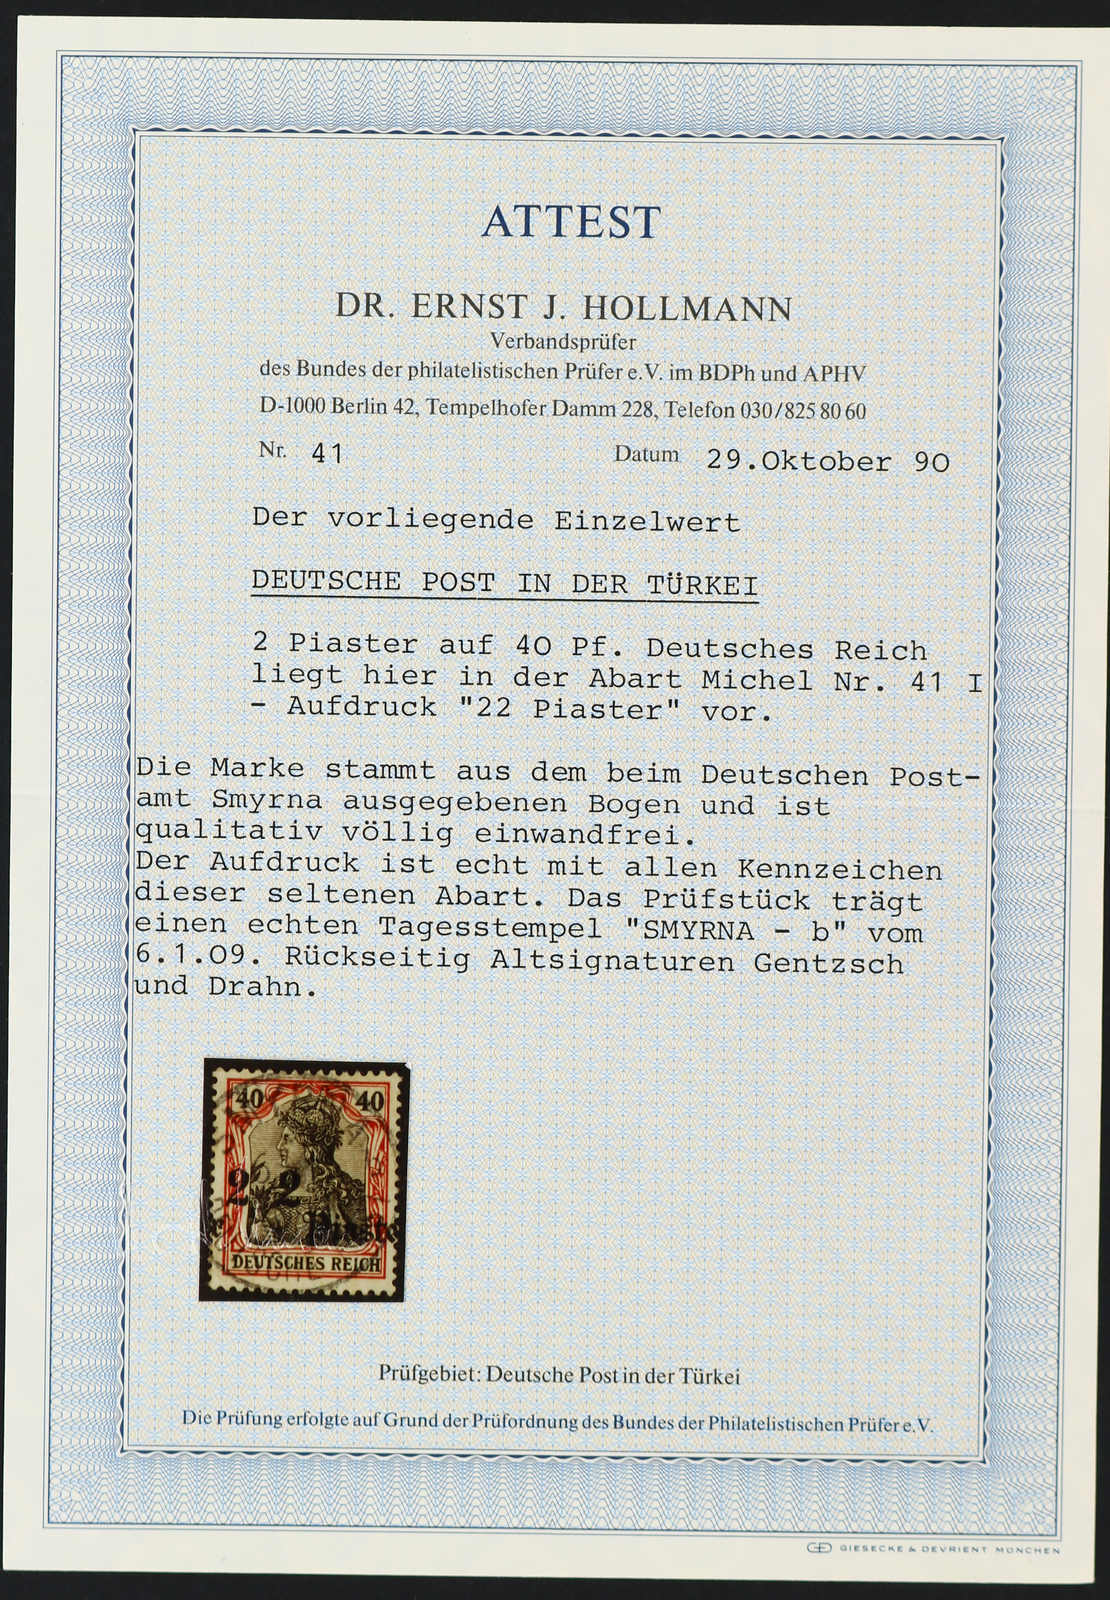 ATTEST
DR. ERNST J. HOLLMANN
Verbandsprüfer
des Bundes der philatelistischen Prüfer e.V. im BDPh und APHV
D-1000 Berlin 42, Tempelhofer Damm 228, Telefon 030/825 80 60
Nr. 41 Datum 29.Oktober 90
Der vorliegende Einzelwert
DEUTSCHE POST IN DER TÜRKEI
2 Piaster auf 40 Pf. Deutsches Reich
liegt hier in der Abart Michel Nr. 41 I
- Aufdruck "22 Piaster" vor.
Die Marke stammt aus dem beim Deutschen Post-
amt Smyrna ausgegebenen Bogen und ist
qualitativ völlig einwandfrei.
Der Aufdruck ist echt mit allen Kennzeichen
dieser seltenen Abart. Das Prüfstück trägt
einen echten Tagesstempel "SMYRNA - b" vom
6.1.09. Rückseitig Altsignaturen Gentzsch
und Drahn.
40 40
2 2
Piaste
DEUTSCHES REICH
Prüfgebiet: Deutsche Post in der Türkei
Die Prüfung erfolgte auf Grund der Prüfordnung des Bundes der Philatelistischen Prüfer e.V.
GIESECKE & DEVRIENT MÜNCHEN